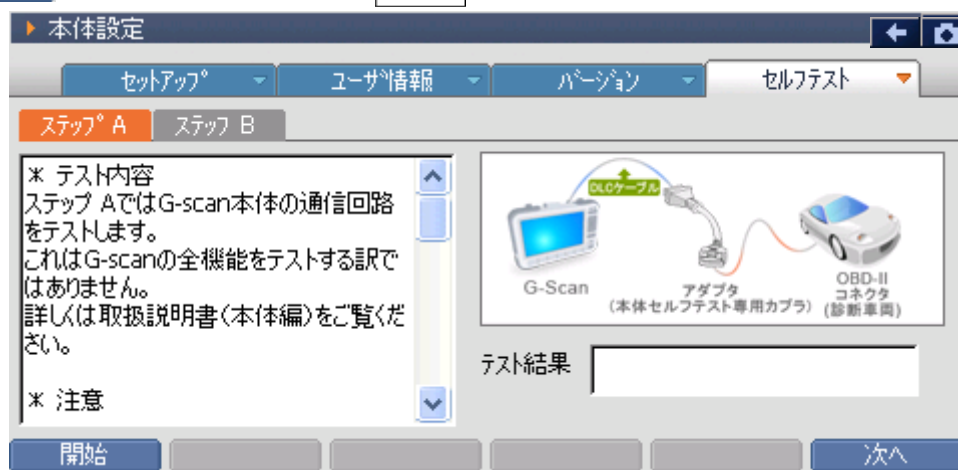 本体設定
セットアップ ユーザ情報 バージョン セルフテスト
ステップ A ステップ B
* テスト内容
ステップ AではG-scan本体の通信回路
をテストします。
これはG-scanの全機能をテストする訳で
はありません。
詳しくは取扱説明書(本体編)をご覧くだ
さい。
* 注意
DLCケーブル
G-Scan
アダプタ
(本体セルフテスト専用カプラ)
OBD-II
コネクタ
(診断車両)
テスト結果
開始 次へ